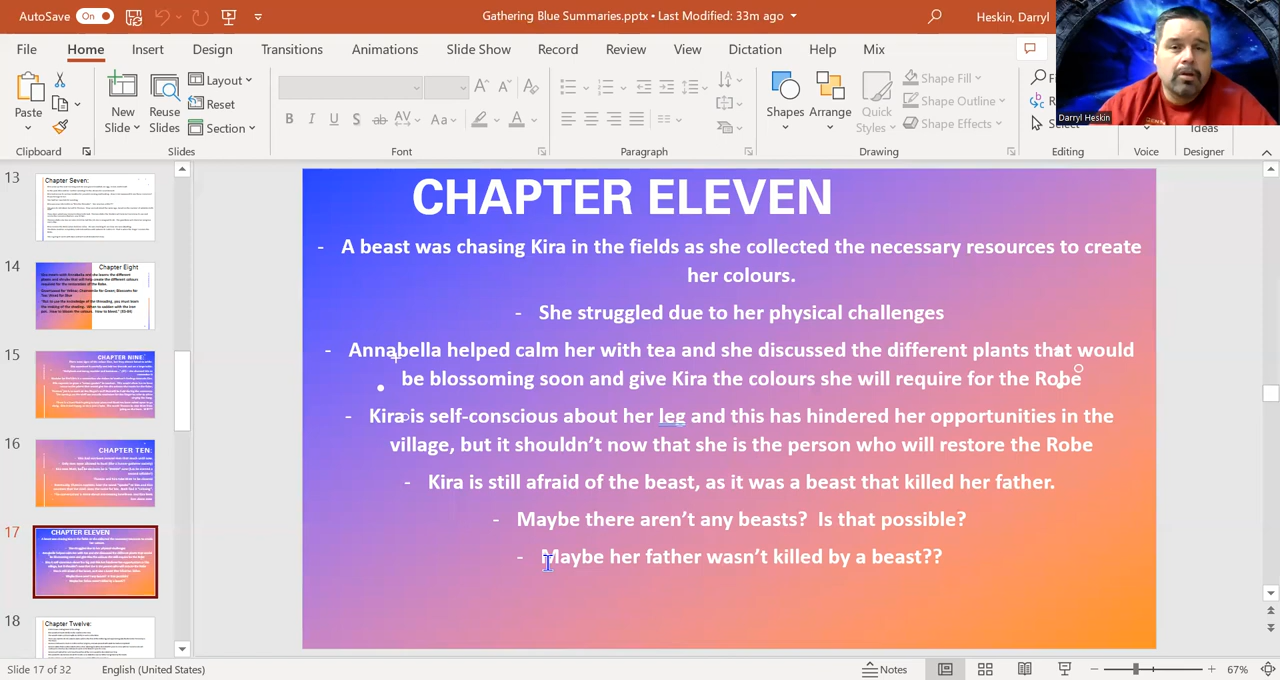 AutoSave On
Gathering Blue Summaries.pptx • Last Modified: 33m ago
Heskin, Darryl
File Home Insert Design Transitions Animations Slide Show Record Review View Dictation Help Mix
Paste
New Slide
Reuse Slides
Layout
Reset
Section
B I U S ab AV Aa A
Shapes
Arrange
Quick Styles
Shape Fill
Shape Outline
Shape Effects
Select
Ideas
Darryl Heskin
Clipboard Slides Font Paragraph Drawing Editing Voice Designer
13
Chapter Seven:
14
Chapter Eight
15
CHAPTER NINE:
16
CHAPTER TEN:
17
CHAPTER ELEVEN
18
Chapter Twelve:
CHAPTER ELEVEN
- A beast was chasing Kira in the fields as she collected the necessary resources to create
her colours.
- She struggled due to her physical challenges
- Annabella helped calm her with tea and she discussed the different plants that would
be blossoming soon and give Kira the colours she will require for the Robe
- Kira is self-conscious about her leg and this has hindered her opportunities in the
village, but it shouldn't now that she is the person who will restore the Robe
- Kira is still afraid of the beast, as it was a beast that killed her father.
- Maybe there aren't any beasts? Is that possible?
- Maybe her father wasn't killed by a beast??
Slide 17 of 32 English (United States)
Notes
67%